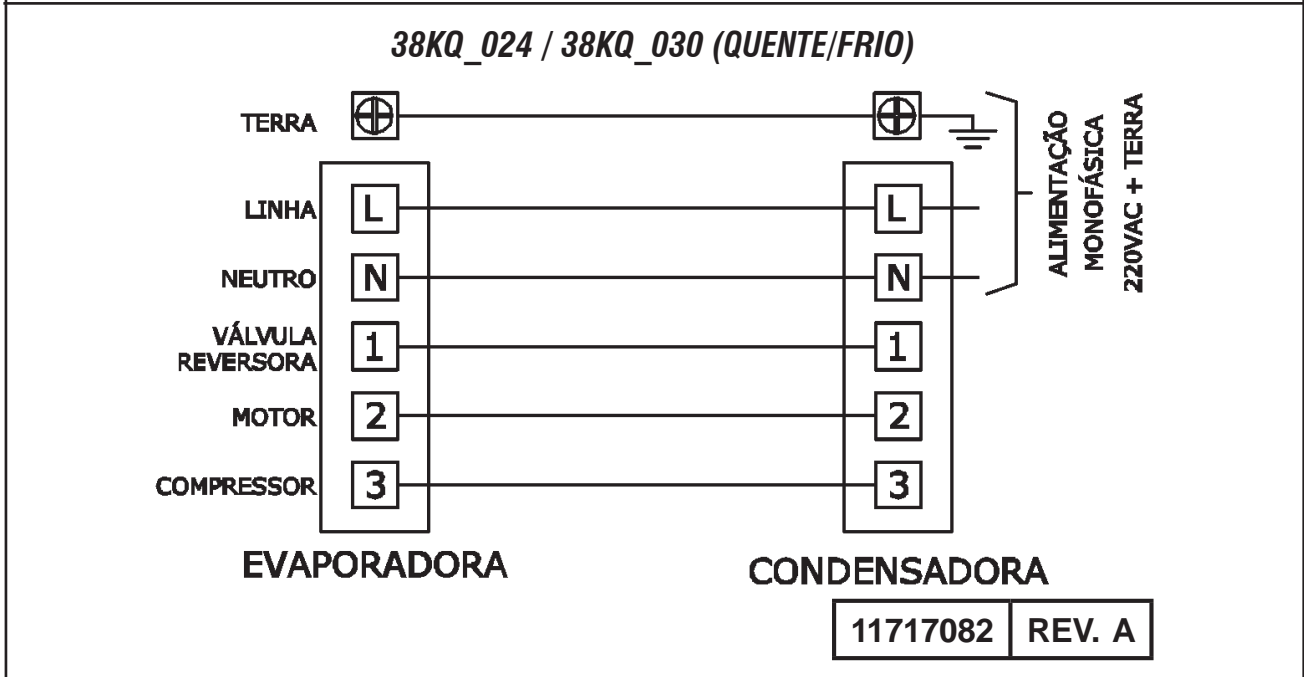 38KQ_024 / 38KQ_030 (QUENTE/FRIO)
TERRA
LINHA L L
NEUTRO N N
VÁLVULA
REVERSORA 1 1
MOTOR 2 2
COMPRESSOR 3 3
ALIMENTAÇÃO
MONOFÁSICA
220VAC + TERRA
EVAPORADORA CONDENSADORA
11717082 REV. A